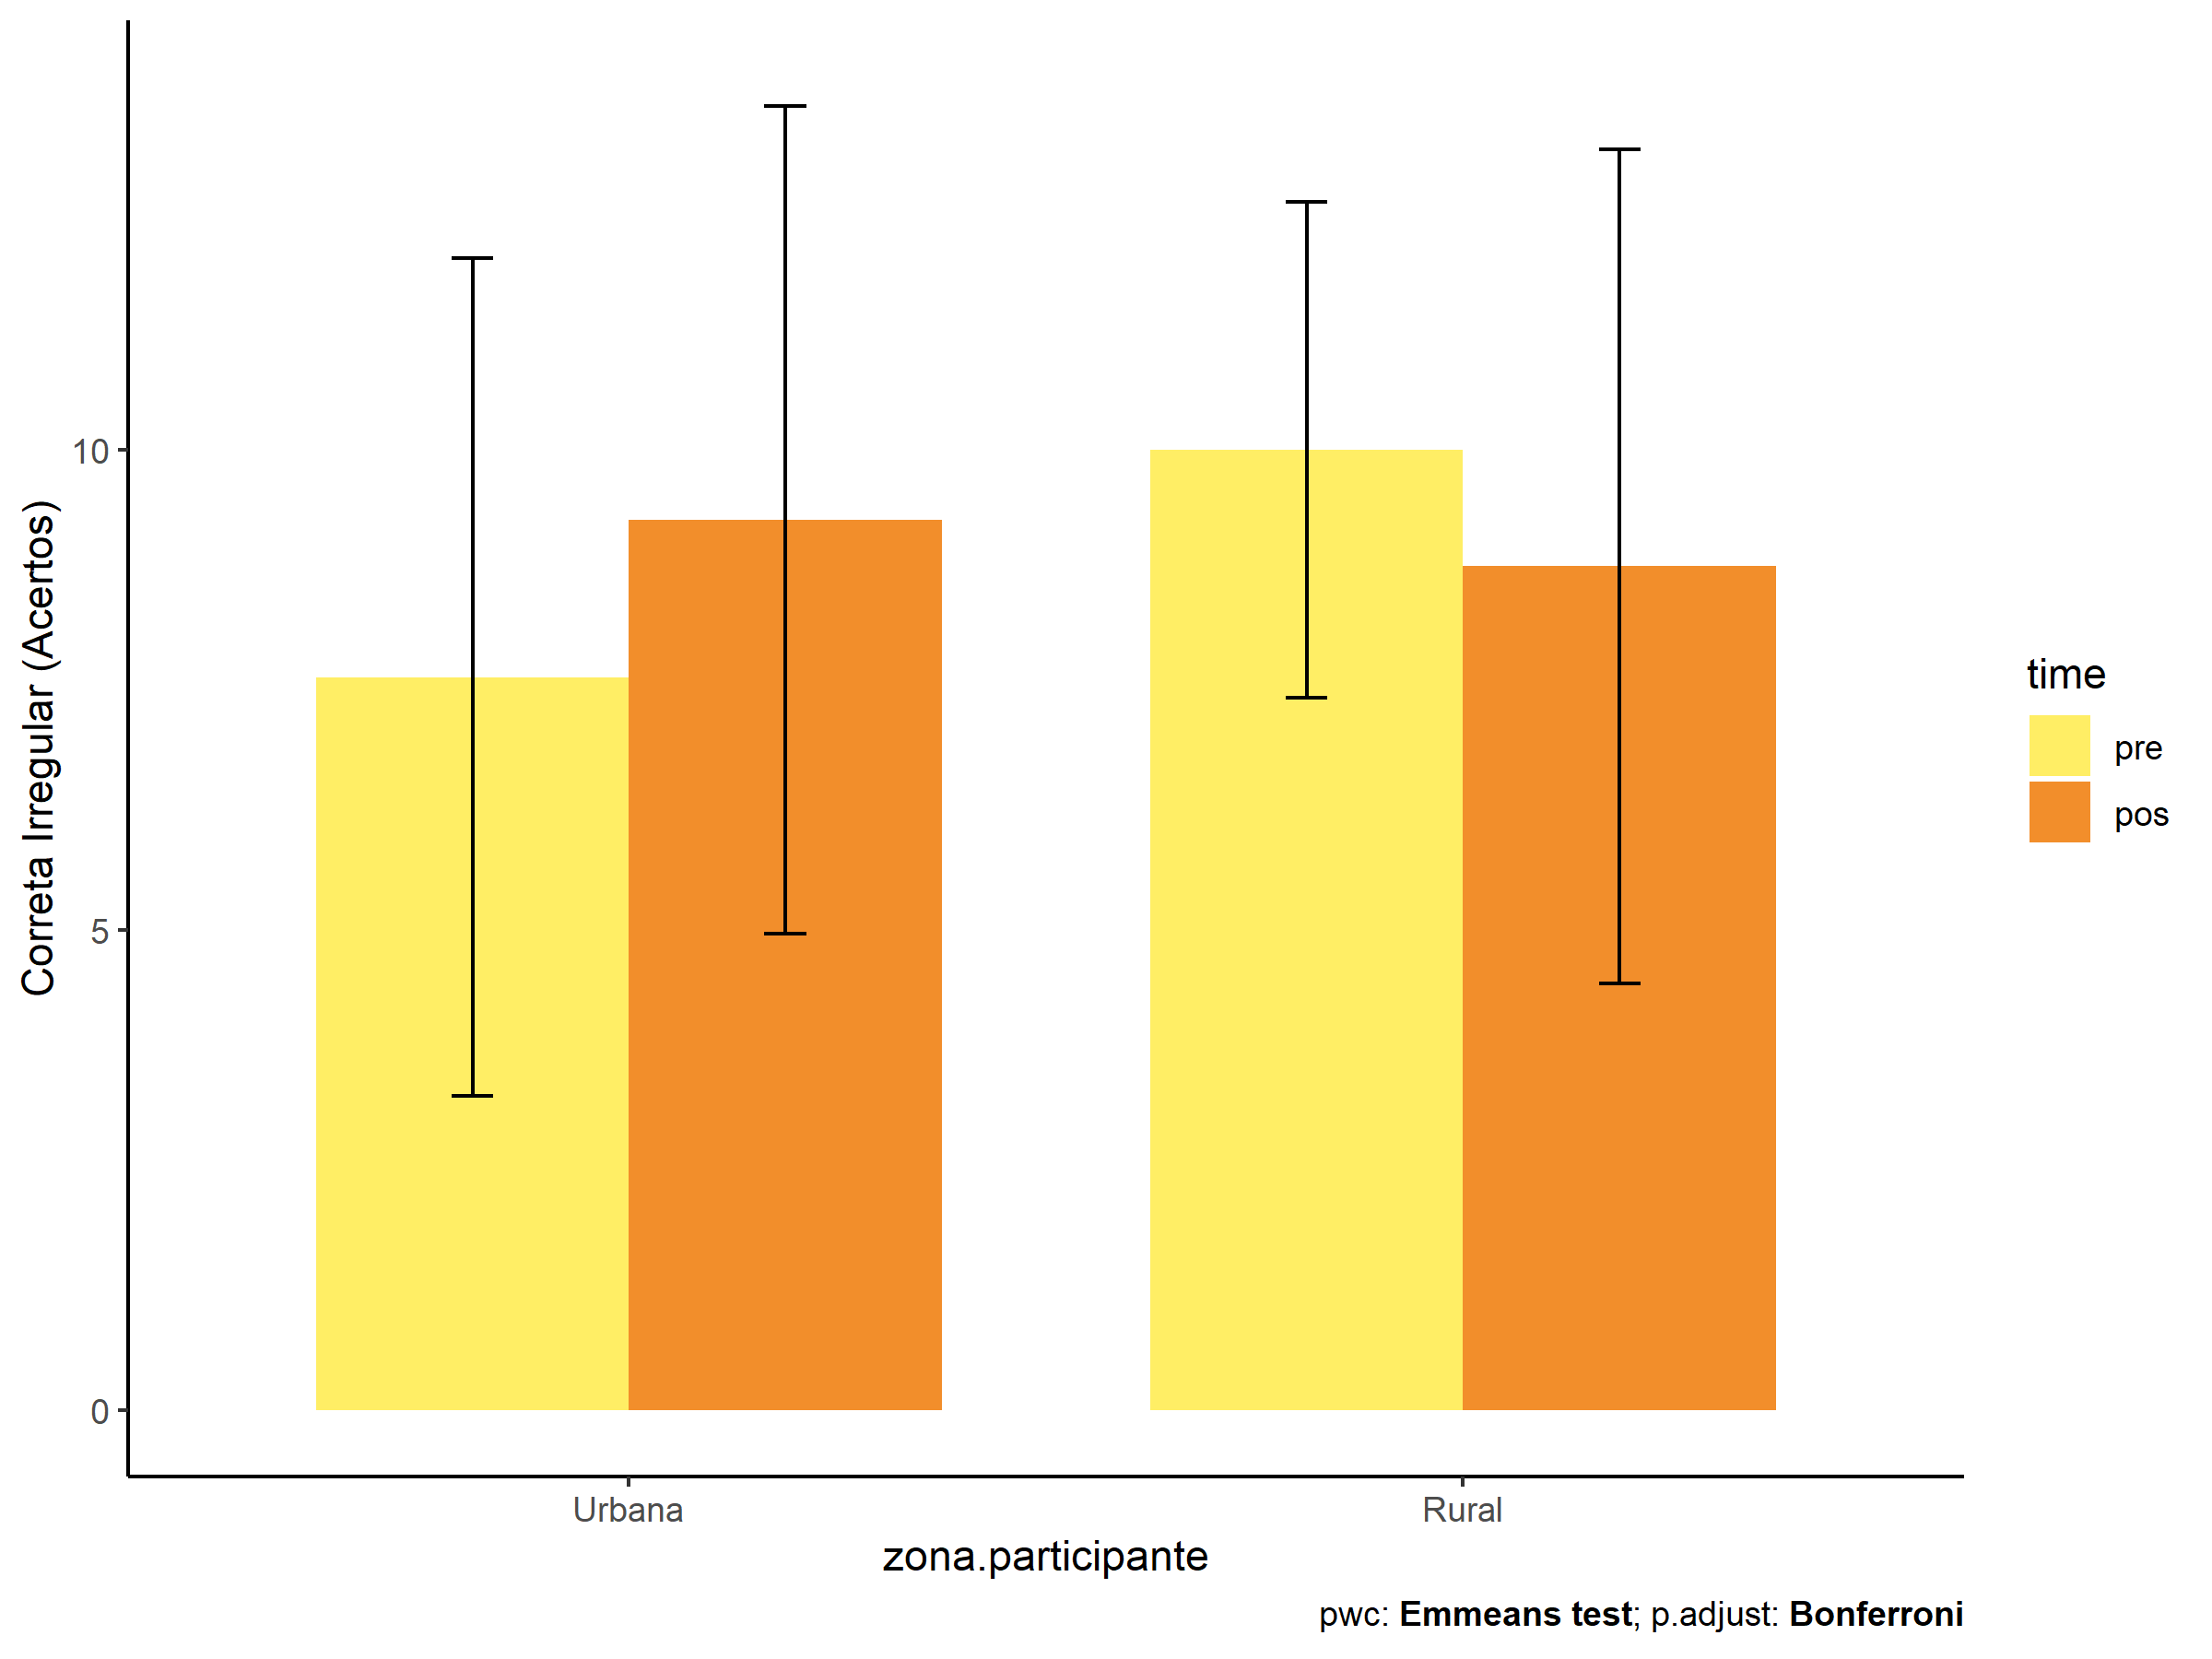 Correta Irregular (Acertos)
10
5
0
Urbana
Rural
zona.participante
time
pre
pos
pwc: Emmeans test; p.adjust: Bonferroni